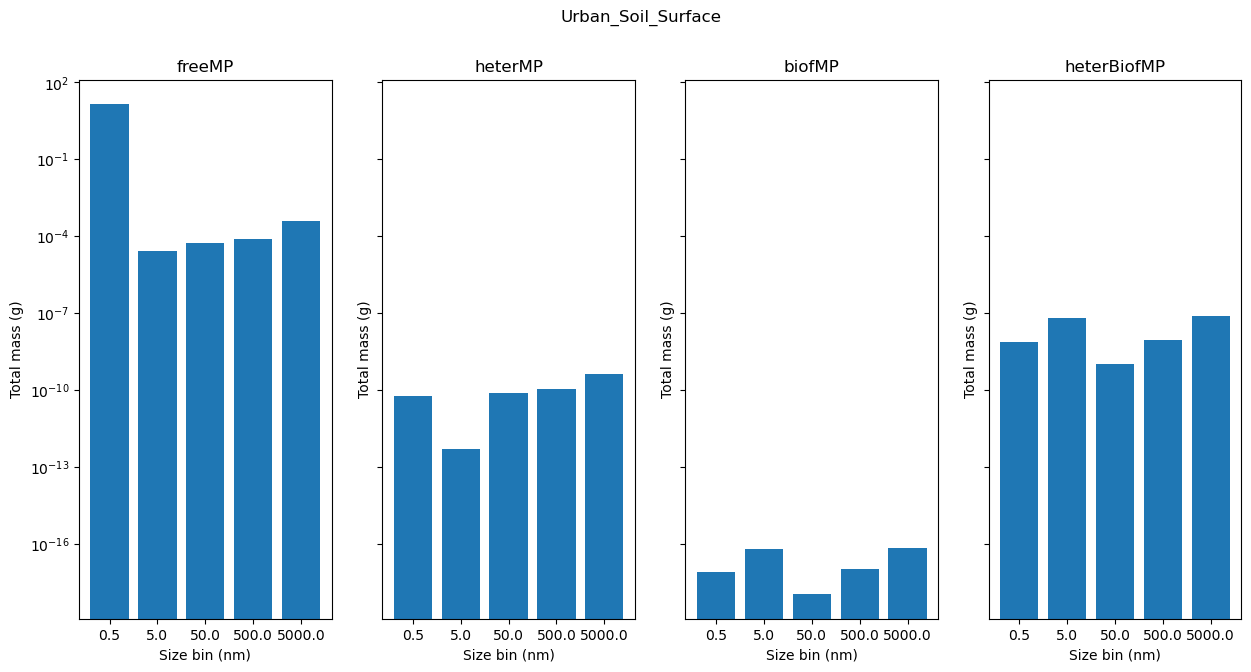 Urban_Soil_Surface
freeMP
heterMP
biofMP
heterBiofMP
10²
10⁻¹
10⁻⁴
10⁻⁷
10⁻¹⁰
10⁻¹³
10⁻¹⁶
Total mass (g)
Total mass (g)
Total mass (g)
Total mass (g)
0.5 5.0 50.0 500.0 5000.0
0.5 5.0 50.0 500.0 5000.0
0.5 5.0 50.0 500.0 5000.0
0.5 5.0 50.0 500.0 5000.0
Size bin (nm)
Size bin (nm)
Size bin (nm)
Size bin (nm)